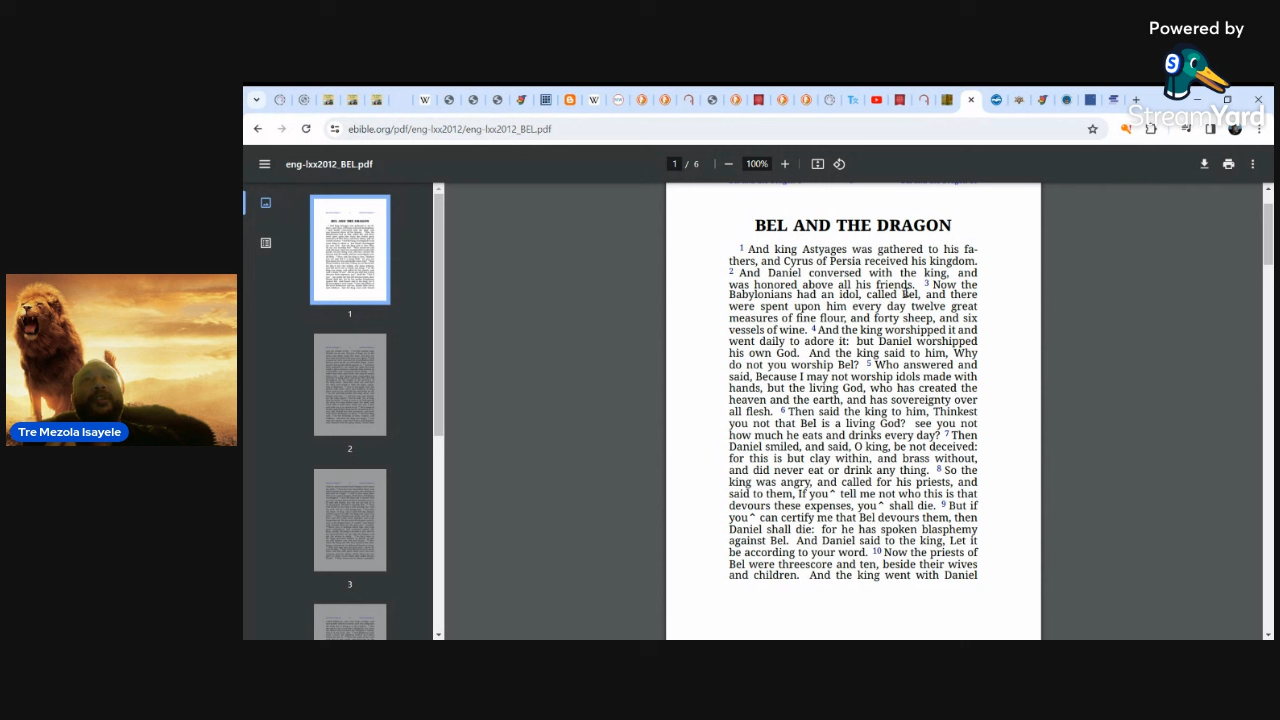 Powered by
StreamYard
ebible.org/pdf/eng-lxx2012/eng-lxx2012_BEL.pdf
eng-lxx2012_BEL.pdf
1 / 6
100%
BEL AND THE DRAGON
1 And king Astyages was gathered to his fa-
thers, and Cyrus of Persia received his kingdom.
2 And Daniel conversed with the king, and
was honored above all his friends. 3 Now the
Babylonians had an idol, called Bel, and there
were spent upon him every day twelve great
measures of fine flour, and forty sheep, and six
vessels of wine. 4 And the king worshipped it and
went daily to adore it: but Daniel worshipped
his own God. And the king said to him, Why
do not you worship Bel? 5 Who answered and
said, Because I may not worship idols made with
hands, but the living God, who has created the
heaven and the earth, and has sovereignty over
all flesh. 6 Then said the king to him, Thinkest
you not that Bel is a living God? see you not
how much he eats and drinks every day? 7 Then
Daniel smiled, and said, O king, be not deceived:
for this is but clay within, and brass without,
and did never eat or drink any thing. 8 So the
king was angry, and called for his priests, and
said to them, If you^ tell me not who this is that
devours these expenses, you^ shall die. 9 But if
you^ can certify me that Bel devours them, then
Daniel shall die: for he has spoken blasphemy
against Bel. And Daniel said to the king, Let it
be according to your word. 10 Now the priests of
Bel were threescore and ten, beside their wives
and children. And the king went with Daniel
1
2
3
Tre Mezola Isayele